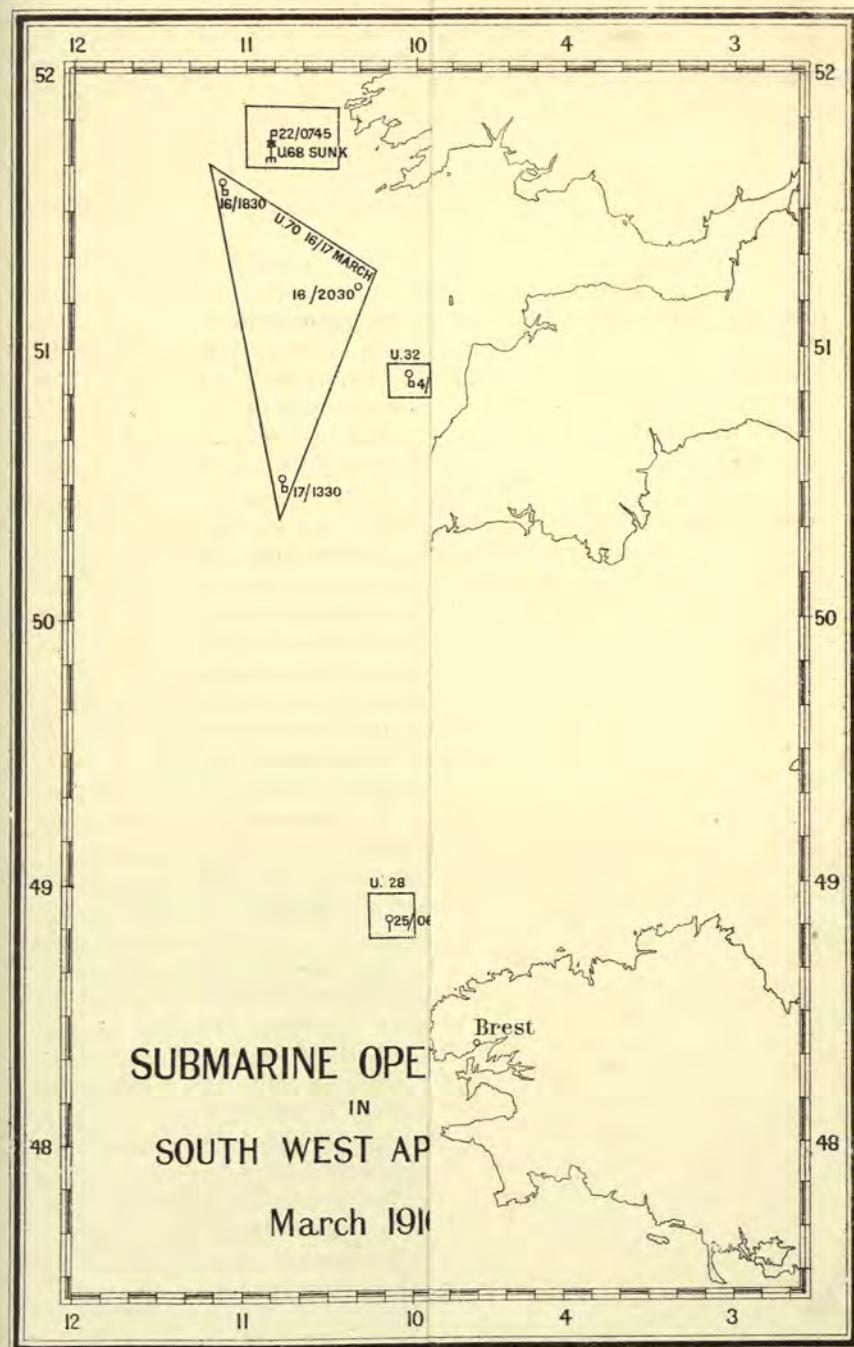 12 11 10 4 3
52 52
22/0745
U.68 SUNK
16/1830
U.70 16/17 MARCH
16/2030
51 51
U.32
4/
17/1330
50 50
49 49
U. 28
25/06
Brest
SUBMARINE OPE
IN
SOUTH WEST AP
48 48
March 191
12 11 10 4 3